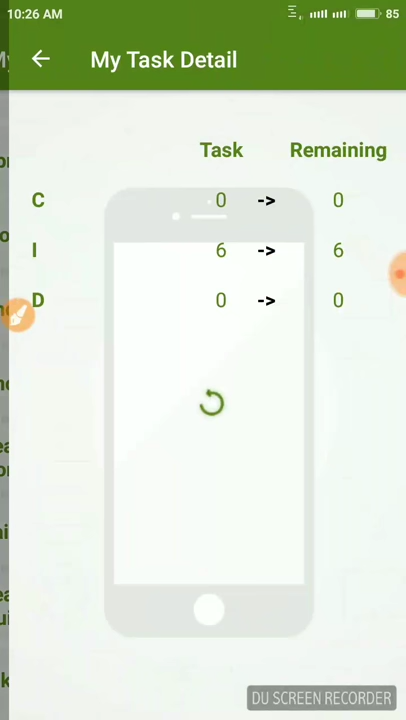 10:26 AM 85
My Task Detail
Task Remaining
C 0 -> 0
I 6 -> 6
D 0 -> 0
DU SCREEN RECORDER